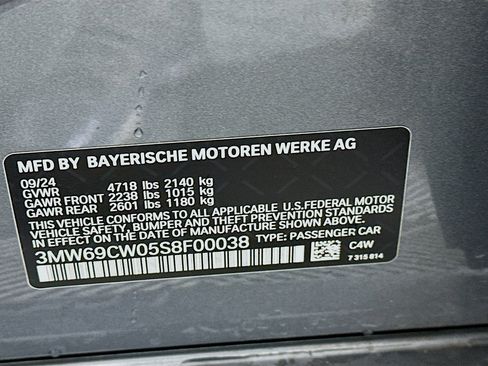 MFD BY BAYERISCHE MOTOREN WERKE AG
09/24
GVWR 4718 lbs 2140 kg
GAWR FRONT 2238 lbs 1015 kg
GAWR REAR 2601 lbs 1180 kg
THIS VEHICLE CONFORMS TO ALL APPLICABLE U.S.FEDERAL MOTOR
VEHICLE SAFETY, BUMPER AND THEFT PREVENTION STANDARDS
IN EFFECT ON THE DATE OF MANUFACTURE SHOWN ABOVE.
3MW69CW05S8F00038 TYPE: PASSENGER CAR
C4W
7 315 814